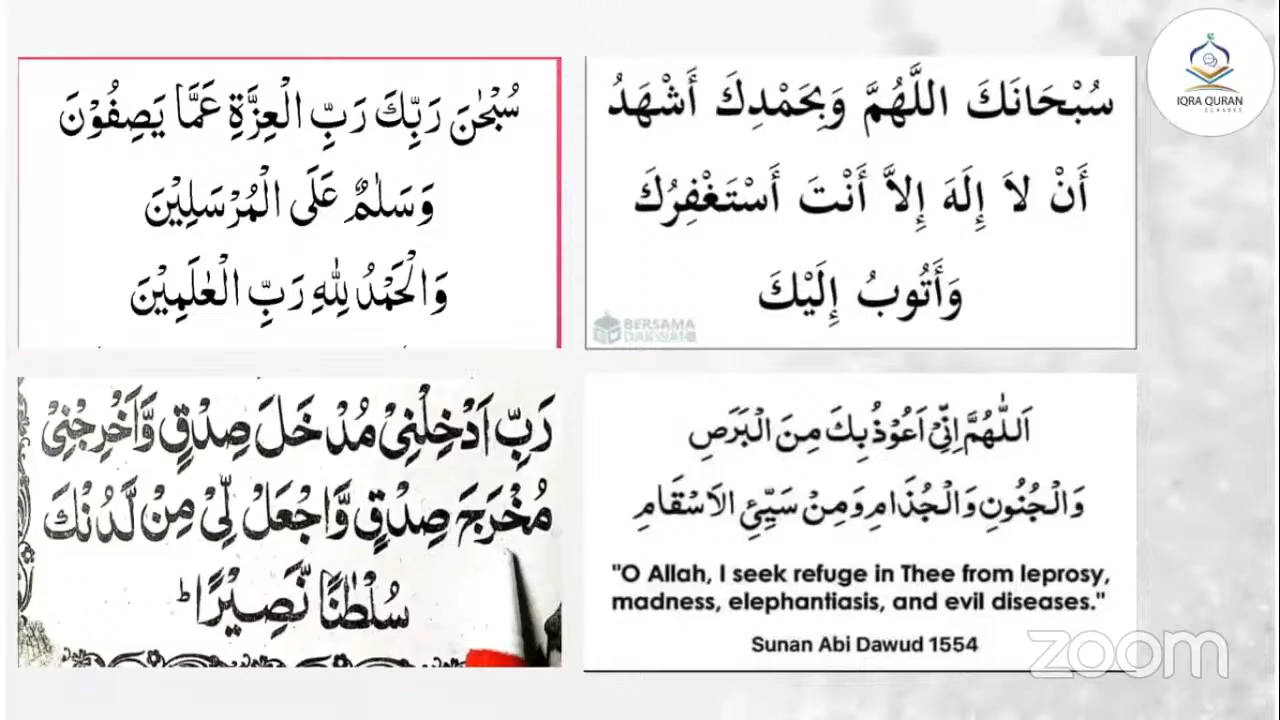 سُبْحٰنَ رَبِّكَ رَبِّ الْعِزَّةِ عَمَّا يَصِفُوْنَ
وَسَلٰمٌ عَلَى الْمُرْسَلِيْنَ
وَالْحَمْدُ لِلّٰهِ رَبِّ الْعٰلَمِيْنَ
سُبْحَانَكَ اللَّهُمَّ وَبِحَمْدِكَ أَشْهَدُ
أَنْ لاَ إِلَهَ إِلاَّ أَنْتَ أَسْتَغْفِرُكَ
وَأَتُوبُ إِلَيْكَ
BERSAMA
DAKWAH
رَبِّ اَدْخِلْنِىْ مُدْخَلَ صِدْقٍ وَّاَخْرِجْنِىْ
مُخْرَجَ صِدْقٍ وَّاجْعَلْ لِّىْ مِنْ لَّدُنْكَ
سُلْطٰنًا نَّصِيْرًا ؕ
اَللّٰهُمَّ اِنِّىْ اَعُوْذُ بِكَ مِنَ الْبَرَصِ
وَالْجُنُوْنِ وَالْجُذَامِ وَمِنْ سَيِّئِ الْاَسْقَامِ
"O Allah, I seek refuge in Thee from leprosy,
madness, elephantiasis, and evil diseases."
Sunan Abi Dawud 1554
IQRA QURAN
CLASSES
zoom